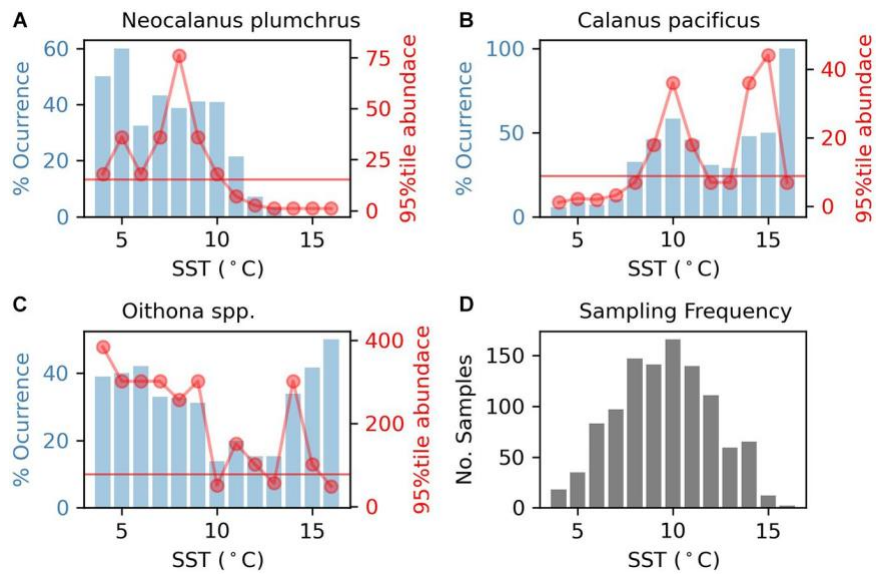 A Neocalanus plumchrus
% Ocurrence
60
40
20
0
75
50
25
0
95%tile abundace
5 10 15
SST (°C)
B Calanus pacificus
% Ocurrence
100
50
0
40
20
0
95%tile abundace
5 10 15
SST (°C)
C Oithona spp.
% Ocurrence
40
20
0
400
200
0
95%tile abundace
5 10 15
SST (°C)
D Sampling Frequency
No. Samples
150
100
50
0
5 10 15
SST (°C)